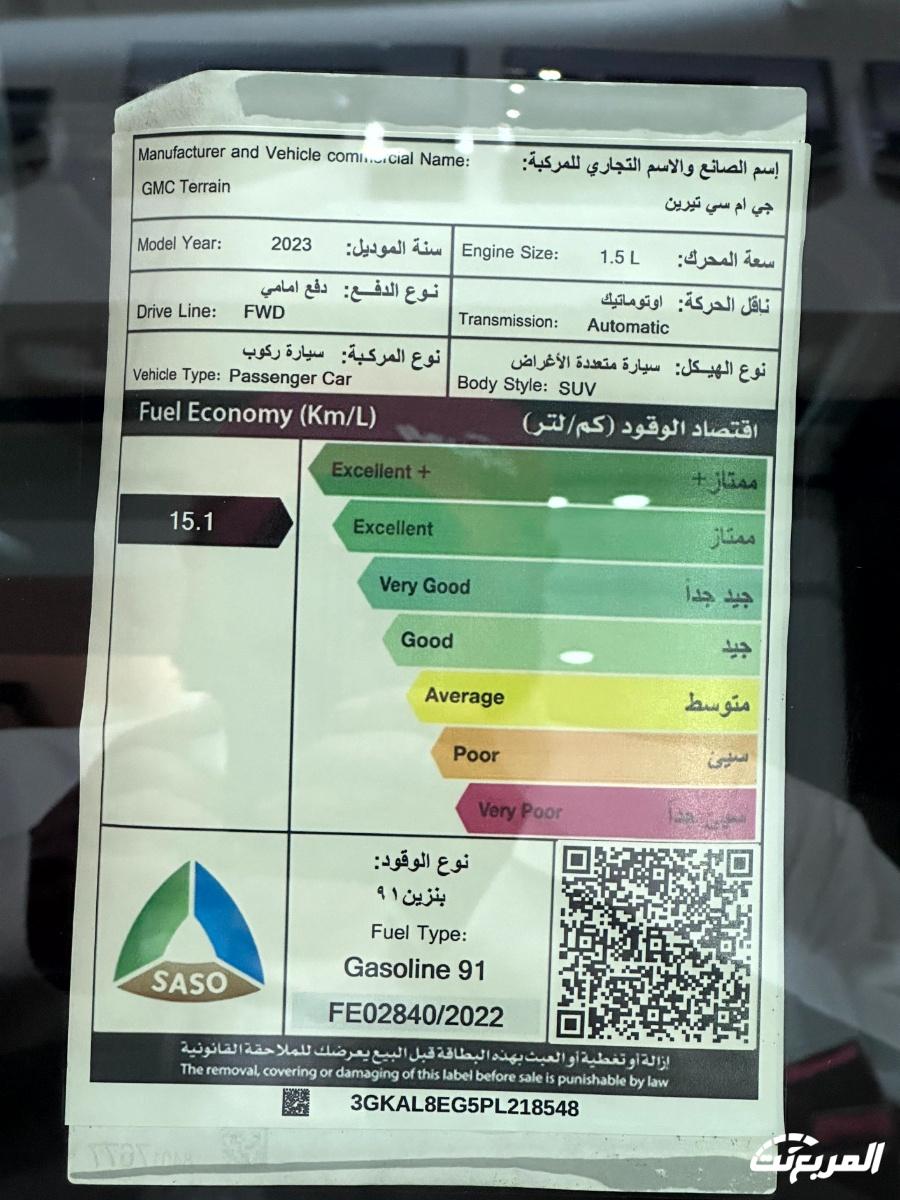 Manufacturer and Vehicle commercial Name: إسم الصانع والاسم التجاري للمركبة:
GMC Terrain جي ام سي تيرين
Model Year: 2023 سنة الموديل:
Engine Size: 1.5 L سعة المحرك:
نوع الدفع: دفع امامي
Drive Line: FWD
ناقل الحركة: اوتوماتيك
Transmission: Automatic
نوع المركبة: سيارة ركوب
Vehicle Type: Passenger Car
نوع الهيكل: سيارة متعددة الأغراض
Body Style: SUV
Fuel Economy (Km/L) اقتصاد الوقود (كم/لتر)
15.1
Excellent + ممتاز+
Excellent ممتاز
Very Good جيد جداً
Good جيد
Average متوسط
Poor سيئ
Very Poor سيئ جداً
SASO
نوع الوقود:
بنزين ٩١
Fuel Type:
Gasoline 91
FE02840/2022
إزالة أو تغطية أو العبث بهذه البطاقة قبل البيع يعرضك للملاحقة القانونية
The removal, covering or damaging of this label before sale is punishable by law
3GKAL8EG5PL218548
المربع نت